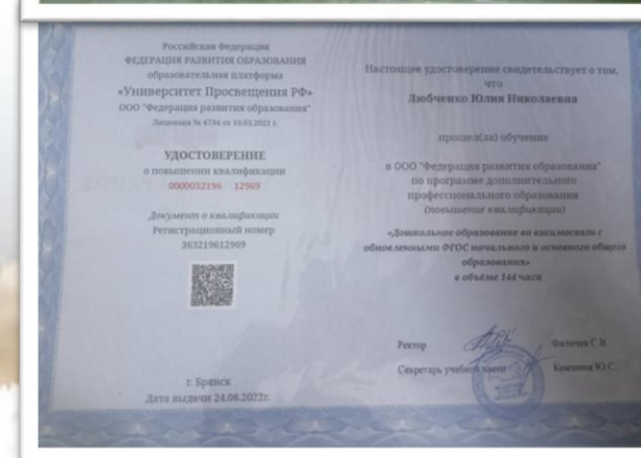 Российская Федерация
ФЕДЕРАЦИЯ РАЗВИТИЯ ОБРАЗОВАНИЯ
образовательная платформа
«Университет Просвещения РФ»
ООО "Федерация развития образования"
Лицензия № 4734 от 10.03.2021 г.
УДОСТОВЕРЕНИЕ
о повышении квалификации
0000032196 12969
Документ о квалификации
Регистрационный номер
363219612969
г. Брянск
Дата выдачи 24.08.2022г.
Настоящее удостоверение свидетельствует о том,
что
Любченко Юлия Николаевна
прошел(ла) обучение
в ООО "Федерация развития образования"
по программе дополнительного
профессионального образования
(повышение квалификации)
«Дошкольное образование во взаимосвязи с
обновленными ФГОС начального и основного общего
образования»
в объёме 144 часа
Ректор
Секретарь учебной части
Ю.С.